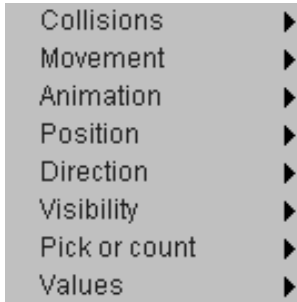 Collisions
Movement
Animation
Position
Direction
Visibility
Pick or count
Values